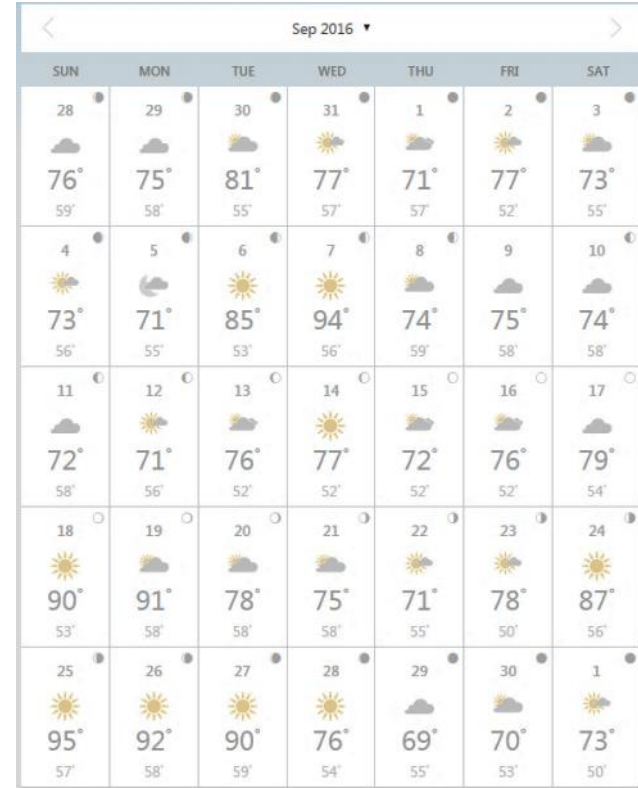 Sep 2016 ▼
SUN MON TUE WED THU FRI SAT
28 29 30 31 1 2 3
76° 75° 81° 77° 71° 77° 73°
59° 58° 55° 57° 57° 52° 55°
4 5 6 7 8 9 10
73° 71° 85° 94° 74° 75° 74°
56° 55° 53° 56° 59° 58° 58°
11 12 13 14 15 16 17
72° 71° 76° 77° 72° 76° 79°
58° 56° 52° 52° 52° 52° 54°
18 19 20 21 22 23 24
90° 91° 78° 75° 71° 78° 87°
53° 58° 58° 58° 55° 50° 56°
25 26 27 28 29 30 1
95° 92° 90° 76° 69° 70° 73°
57° 58° 59° 54° 55° 53° 50°